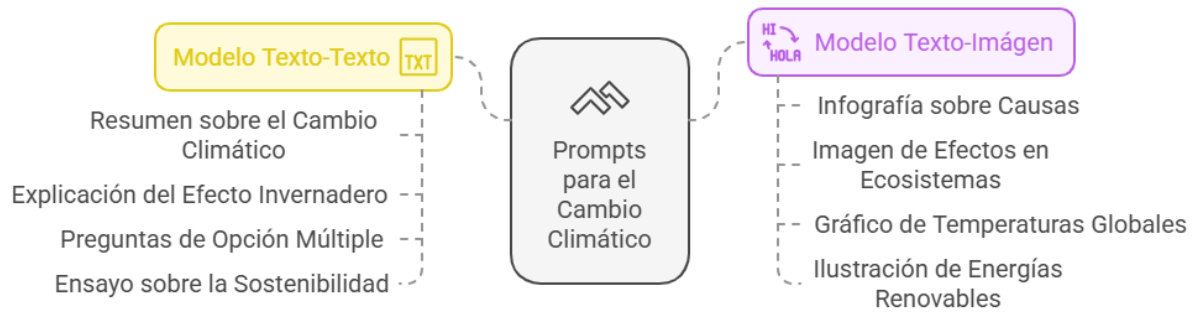 Modelo Texto-Texto
TXT
Resumen sobre el Cambio
Climático
Explicación del Efecto Invernadero
Preguntas de Opción Múltiple
Ensayo sobre la Sostenibilidad
Prompts
para el
Cambio
Climático
HI
HOLA
Modelo Texto-Imágen
Infografía sobre Causas
Imagen de Efectos en
Ecosistemas
Gráfico de Temperaturas Globales
Ilustración de Energías
Renovables